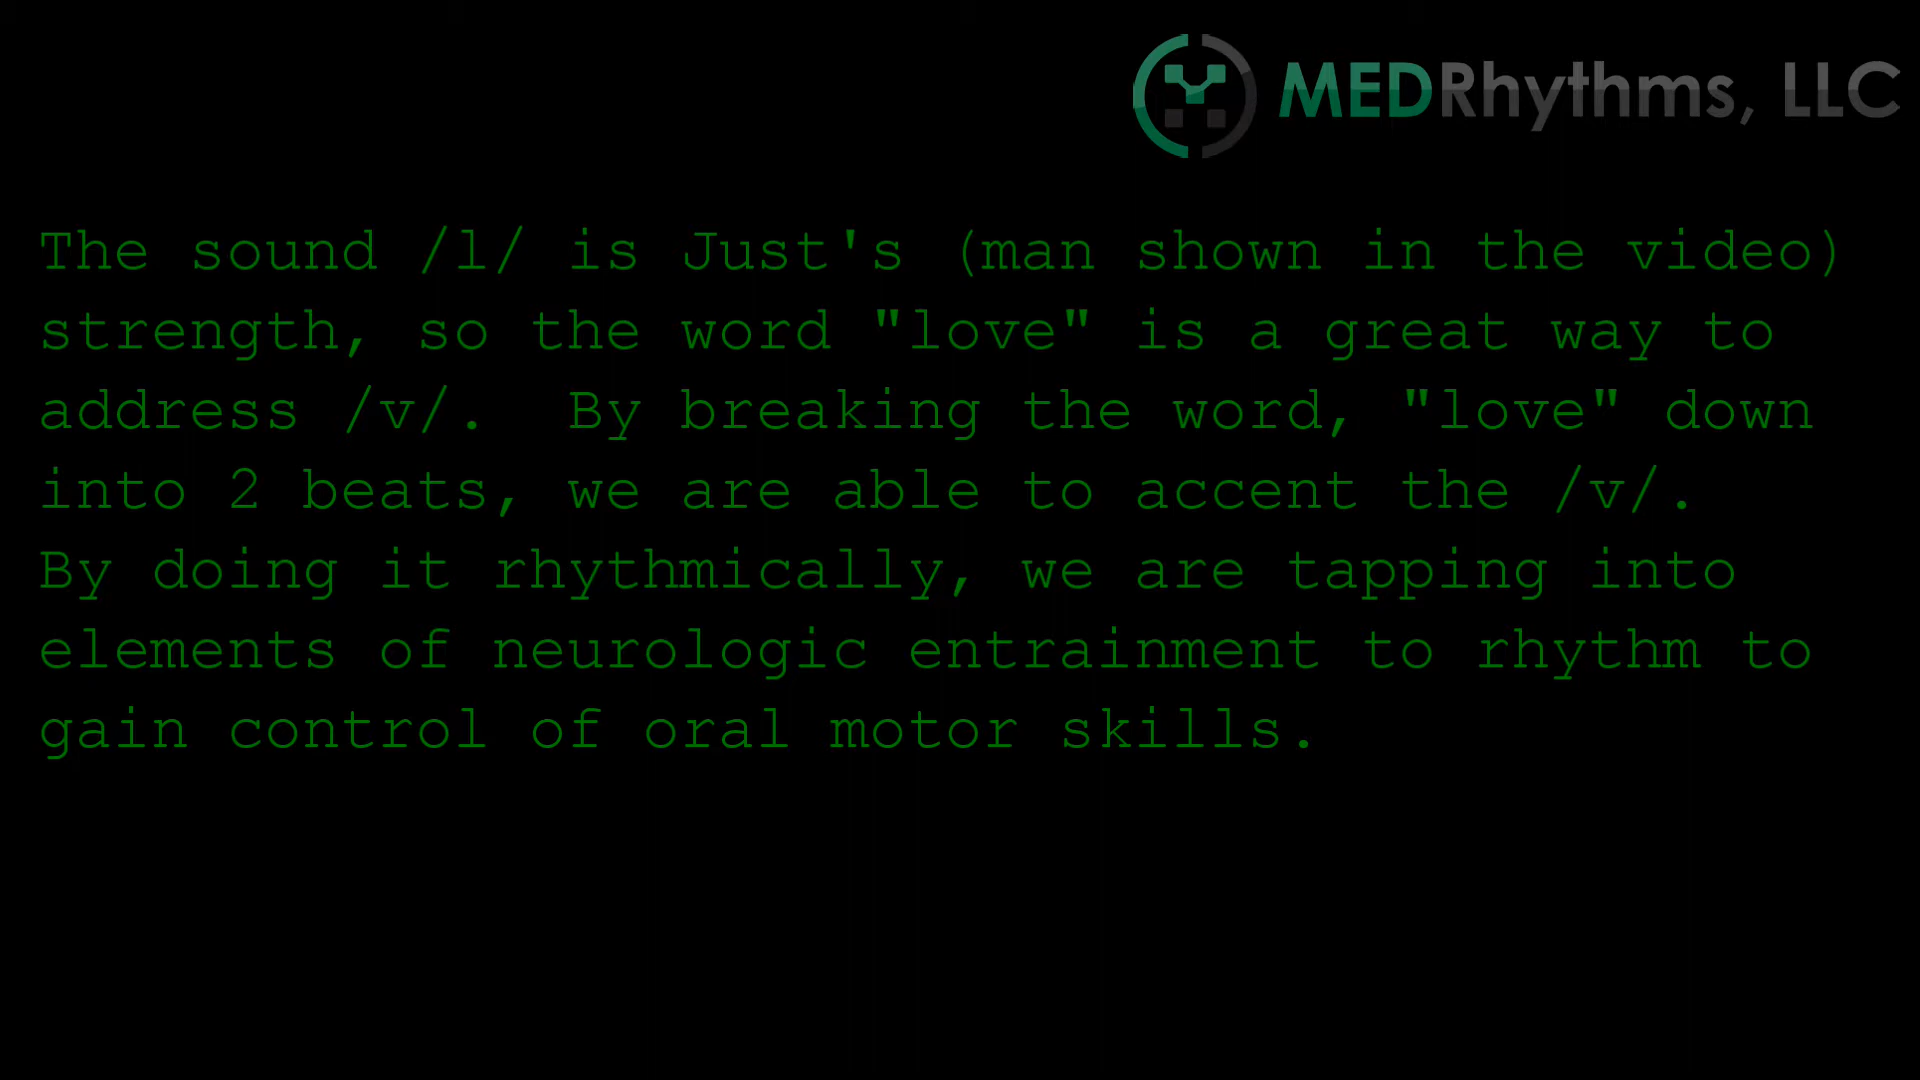 MEDRhythms, LLC
The sound /l/ is Just's (man shown in the video)
strength, so the word "love" is a great way to
address /v/.  By breaking the word, "love" down
into 2 beats, we are able to accent the /v/.
By doing it rhythmically, we are tapping into
elements of neurologic entrainment to rhythm to
gain control of oral motor skills.